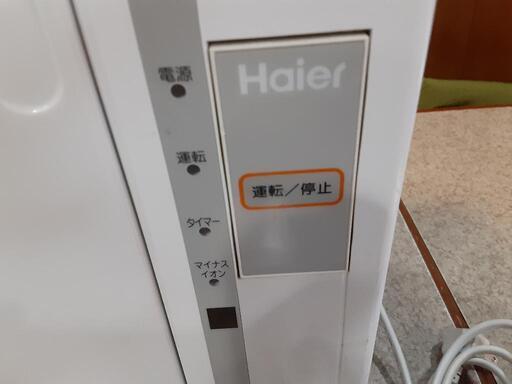 Haier
電源
運転
運転／停止
タイマー
マイナス
イオン